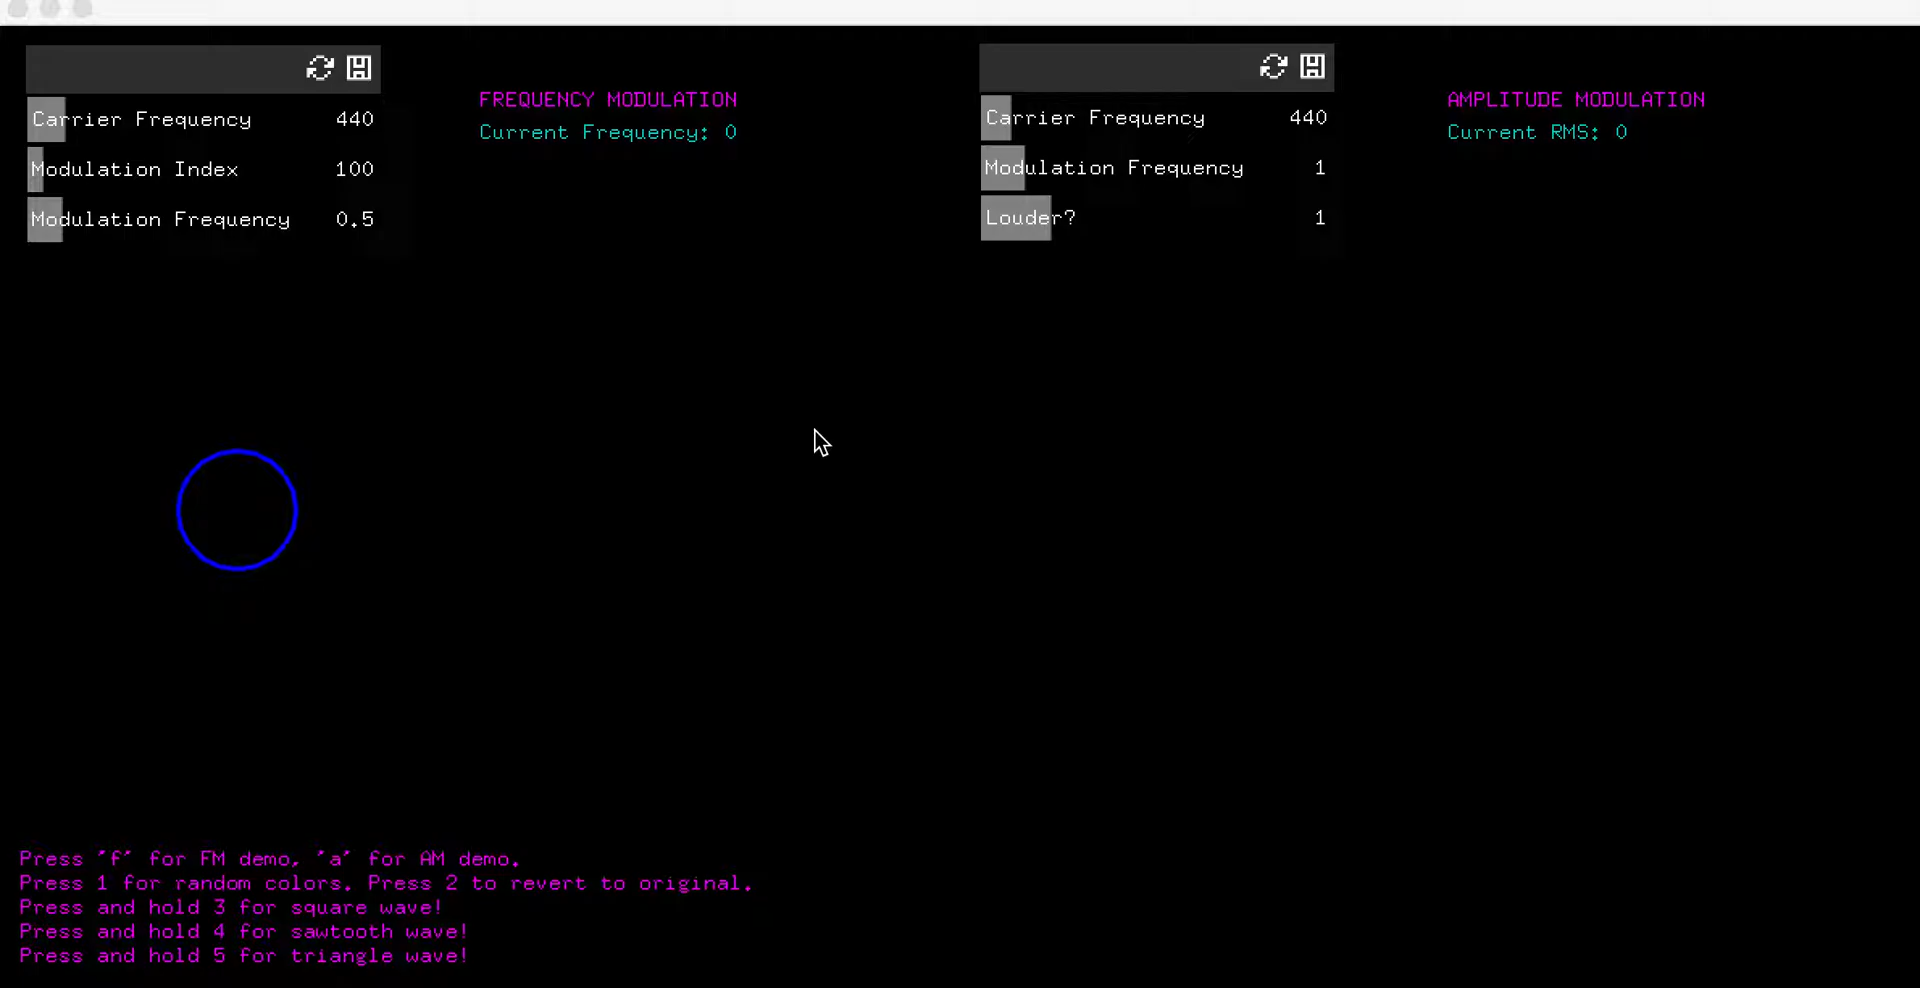 Carrier Frequency 440
Modulation Index 100
Modulation Frequency 0.5
FREQUENCY MODULATION
Current Frequency: 0
Carrier Frequency 440
Modulation Frequency 1
Louder? 1
AMPLITUDE MODULATION
Current RMS: 0
Press 'f' for FM demo, 'a' for AM demo.
Press 1 for random colors. Press 2 to revert to original.
Press and hold 3 for square wave!
Press and hold 4 for sawtooth wave!
Press and hold 5 for triangle wave!